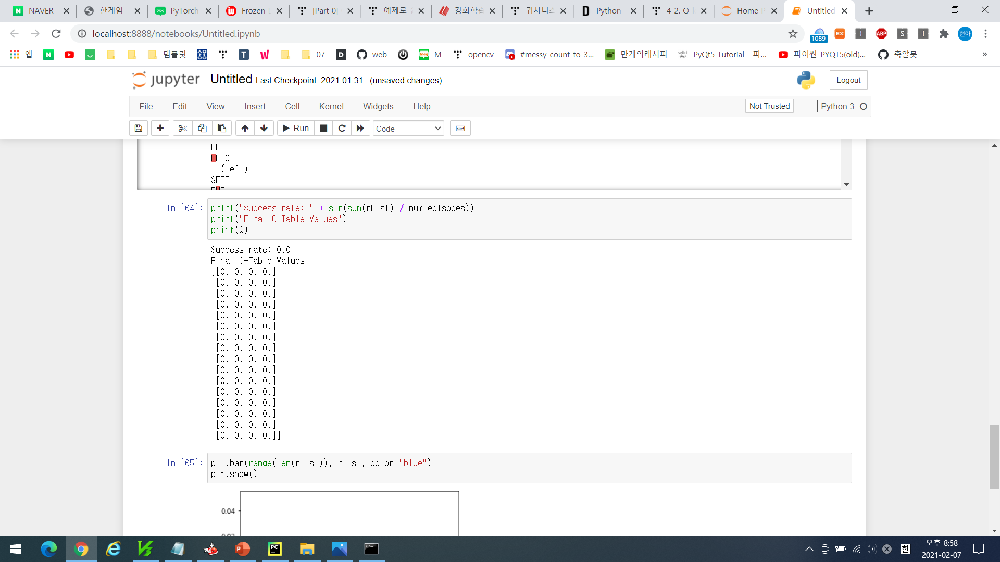 NAVER
한게임 -
PyTorch
Frozen L
[Part 0]
예제로
강화학습
귀차니스
Python
4-2. Q-l
Home P
Untitled
localhost:8888/notebooks/Untitled.ipynb
1089
EX
I
ABP
S
I
현아
앱
템플릿
07
web
M
opencv
#messy-count-to-3...
만개의레시피
PyQt5 Tutorial - 파...
파이썬_PYQT5(old)...
축알못
»
jupyter
Untitled Last Checkpoint: 2021.01.31 (unsaved changes)
Logout
File Edit View Insert Cell Kernel Widgets Help
Not Trusted
Python 3
Run
Code
FFFH
HFFG
(Left)
SFFF
In [64]:
print("Success rate: " + str(sum(rList) / num_episodes))
print("Final Q-Table Values")
print(Q)
Success rate: 0.0
Final Q-Table Values
[[0. 0. 0. 0.]
[0. 0. 0. 0.]
[0. 0. 0. 0.]
[0. 0. 0. 0.]
[0. 0. 0. 0.]
[0. 0. 0. 0.]
[0. 0. 0. 0.]
[0. 0. 0. 0.]
[0. 0. 0. 0.]
[0. 0. 0. 0.]
[0. 0. 0. 0.]
[0. 0. 0. 0.]
[0. 0. 0. 0.]
[0. 0. 0. 0.]
[0. 0. 0. 0.]
[0. 0. 0. 0.]]
In [65]:
plt.bar(range(len(rList)), rList, color="blue")
plt.show()
0.04
한
오후 8:58
2021-02-07